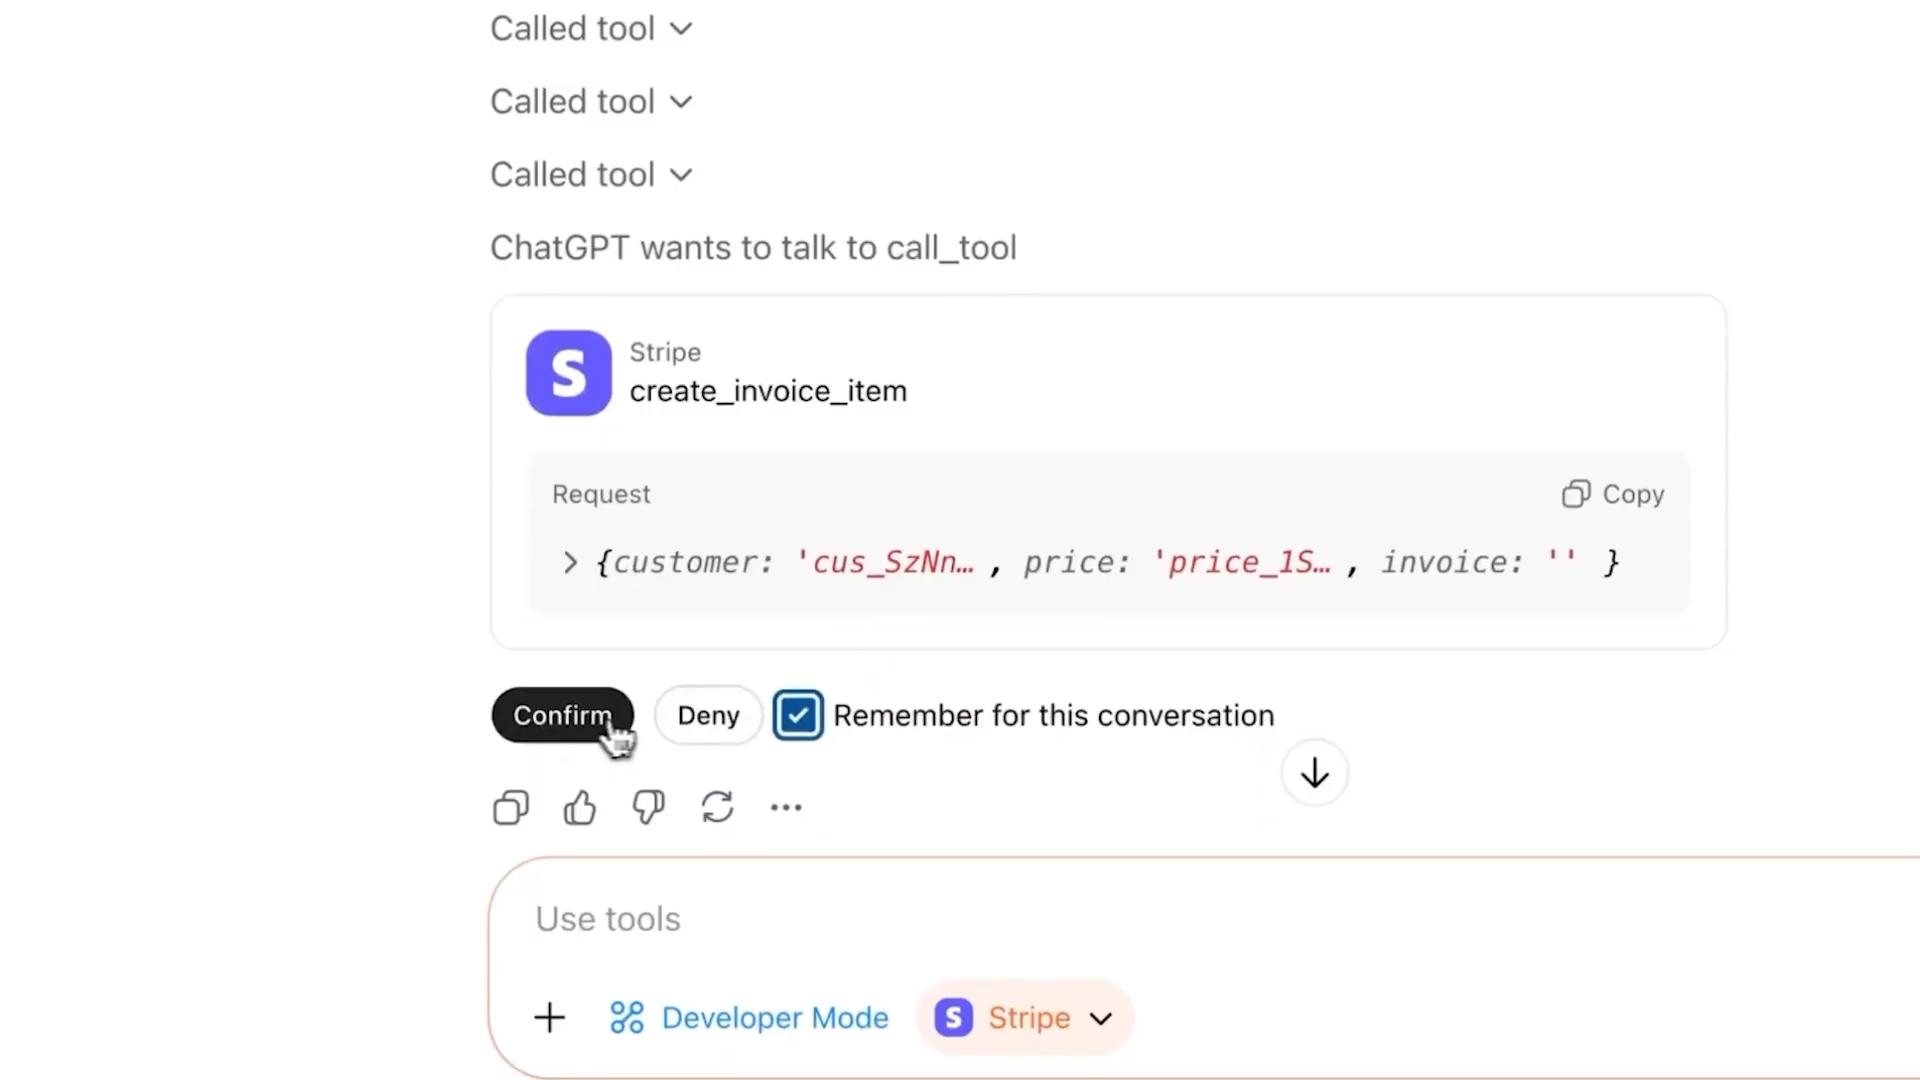 Called tool
Called tool
Called tool
ChatGPT wants to talk to call_tool
S
Stripe
create_invoice_item
Request
Copy
{customer: 'cus_SzNn… , price: 'price_1S… , invoice: '' }
Confirm
Deny
Remember for this conversation
Use tools
Developer Mode
S
Stripe